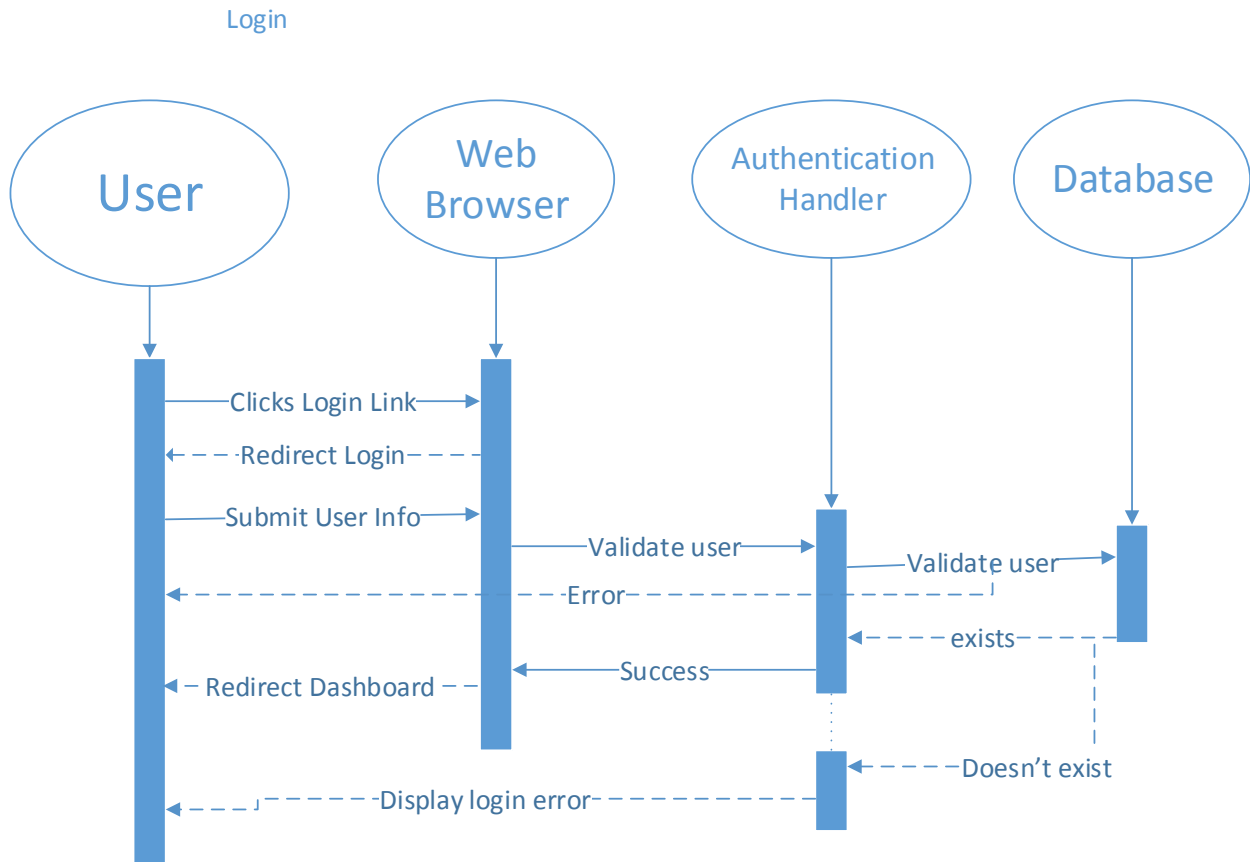 Login
User
Web
Browser
Authentication
Handler
Database
Clicks Login Link
Redirect Login
Submit User Info
Validate user
Validate user
Error
exists
Success
Redirect Dashboard
Doesn’t exist
Display login error